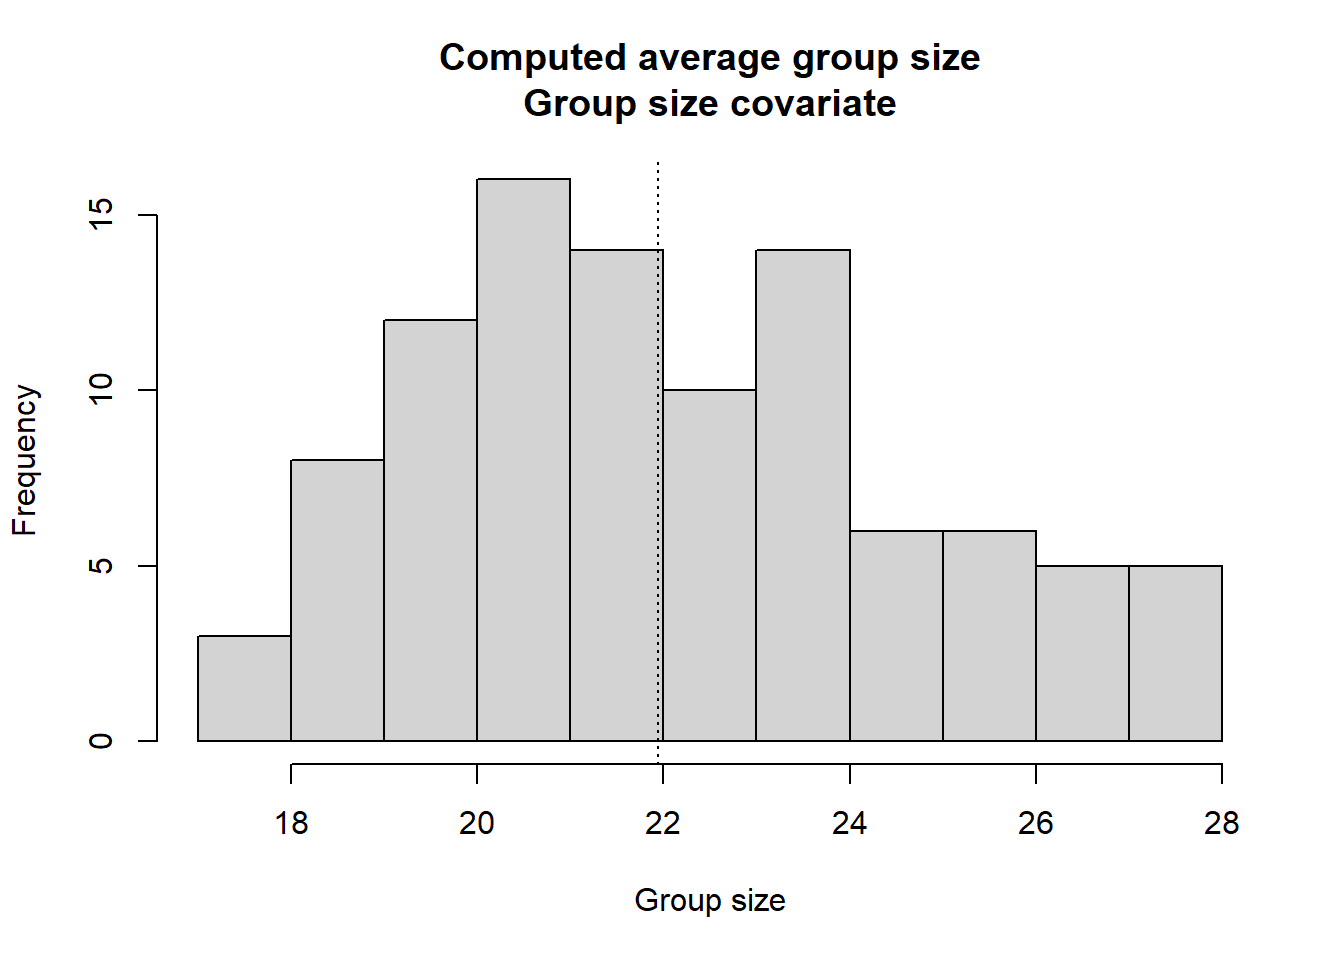 Computed average group size
Group size covariate
Frequency
15
10
5
0
18 20 22 24 26 28
Group size